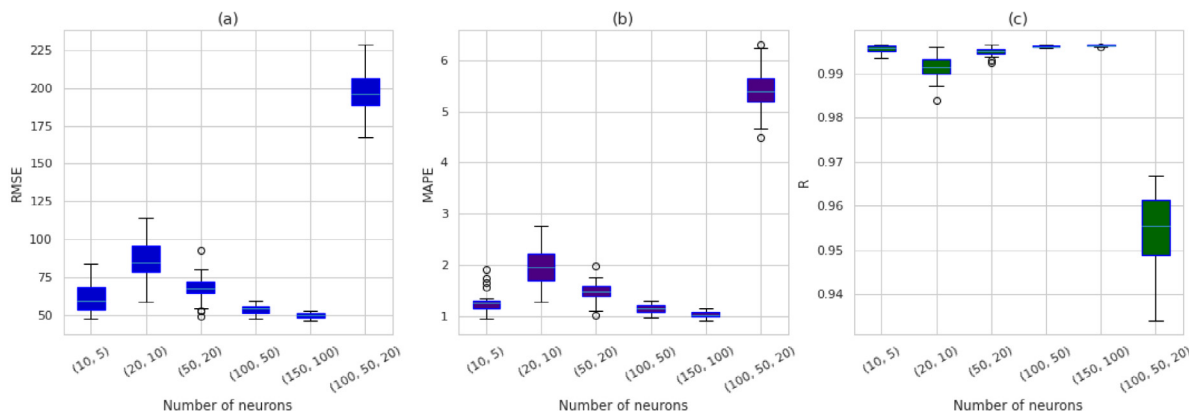 (a)
RMSE
225
200
175
150
125
100
75
50
(10, 5)
(20, 10)
(50, 20)
(100, 50)
(150, 100)
(100, 50, 20)
Number of neurons
(b)
MAPE
6
5
4
3
2
1
(10, 5)
(20, 10)
(50, 20)
(100, 50)
(150, 100)
(100, 50, 20)
Number of neurons
(c)
R
0.99
0.98
0.97
0.96
0.95
0.94
(10, 5)
(20, 10)
(50, 20)
(100, 50)
(150, 100)
(100, 50, 20)
Number of neurons